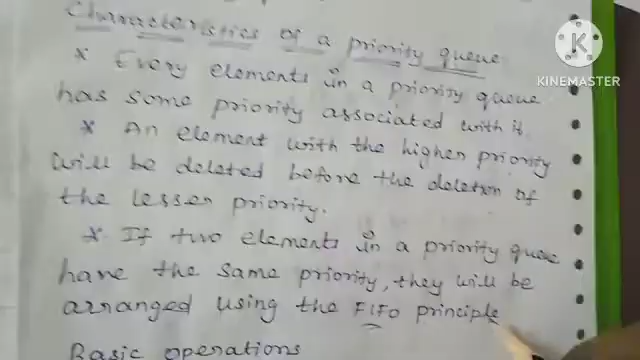 Characteristics of a priority queue
* Every elements in a priority queue
has some priority associated with it.
* An element with the higher priority
will be deleted before the deletion of
the lesser priority.
* If two elements in a priority queue
have the same priority, they will be
arranged using the FIFO principle
Basic operations
KINEMASTER